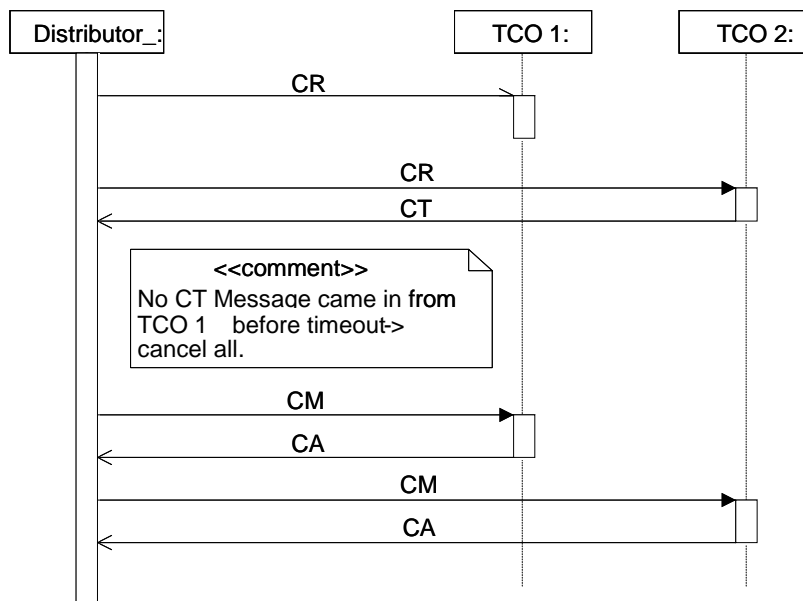 Distributor_:
TCO 1:
TCO 2:
CR
CR
CT
<<comment>>
No CT Message came in from
TCO 1 before timeout->
cancel all.
CM
CA
CM
CA